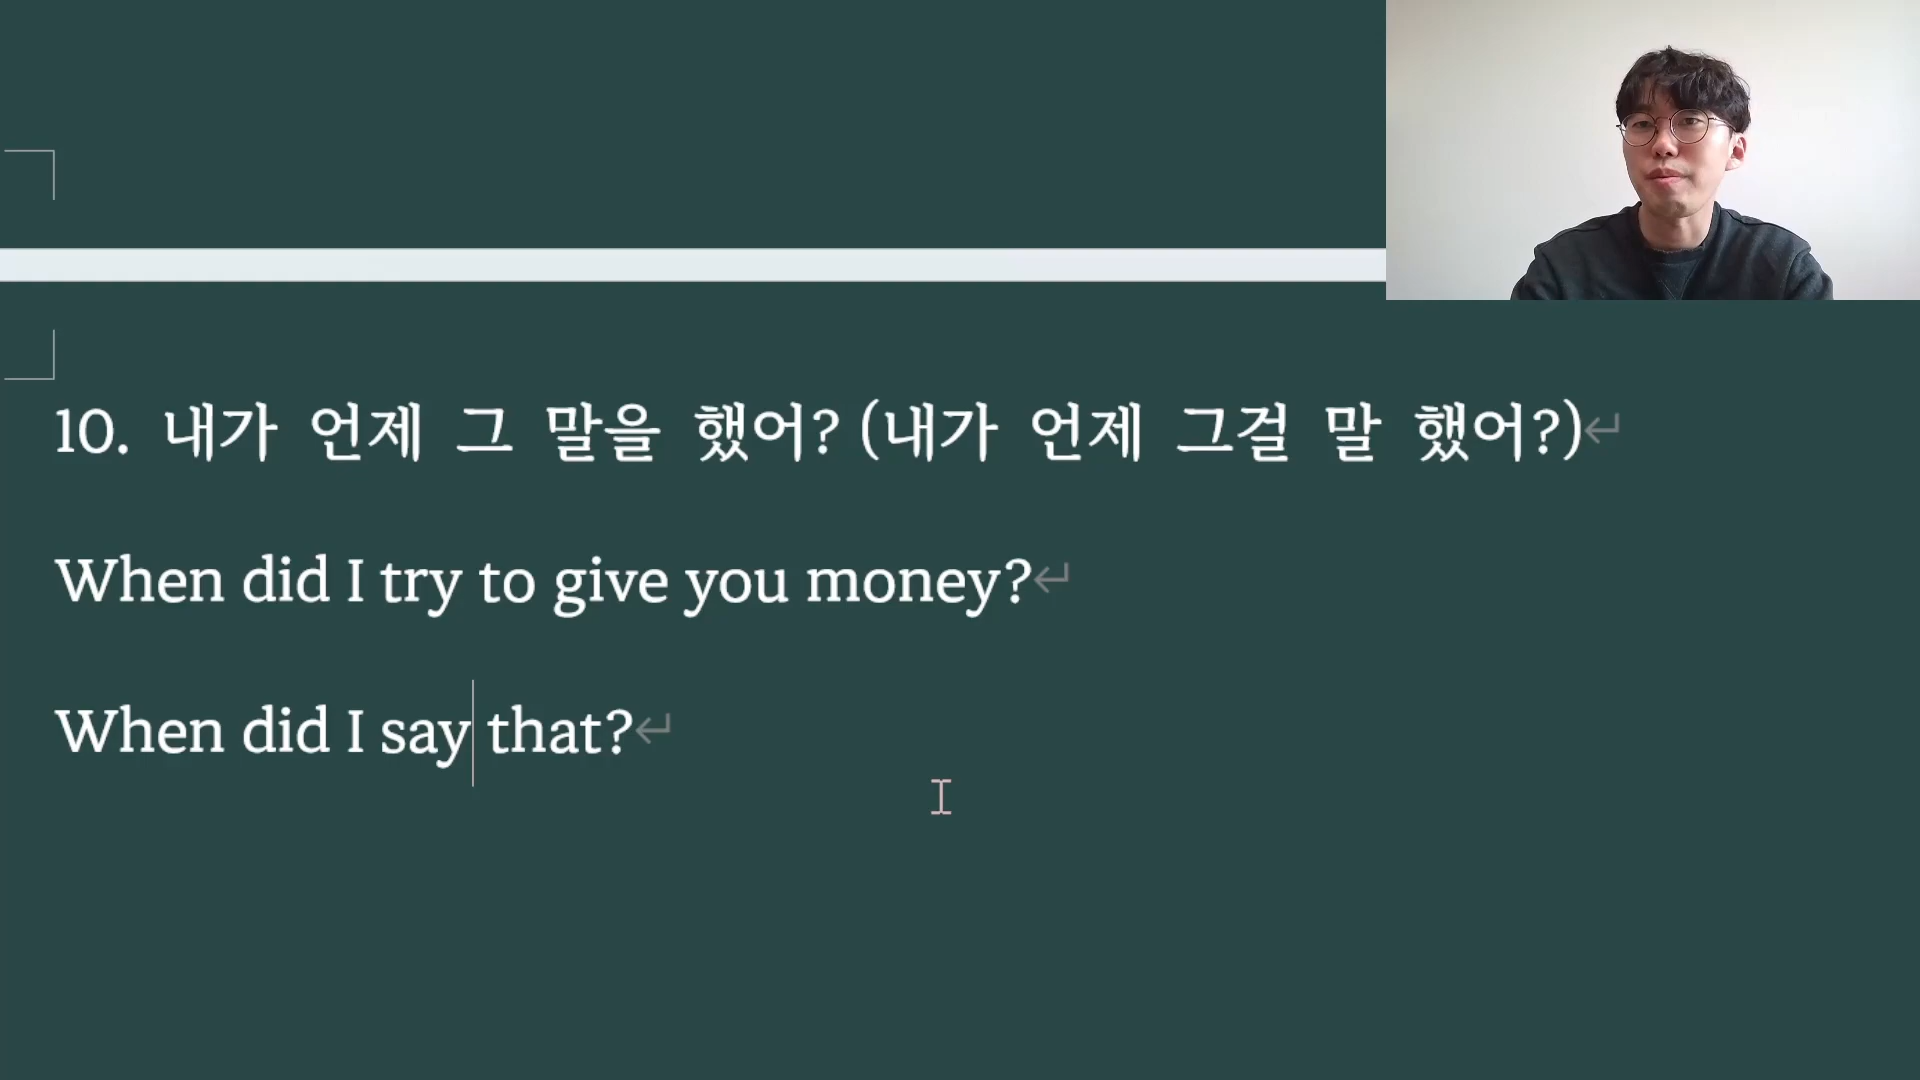 10. 내가 언제 그 말을 했어? (내가 언제 그걸 말 했어?)
When did I try to give you money?
When did I say that?